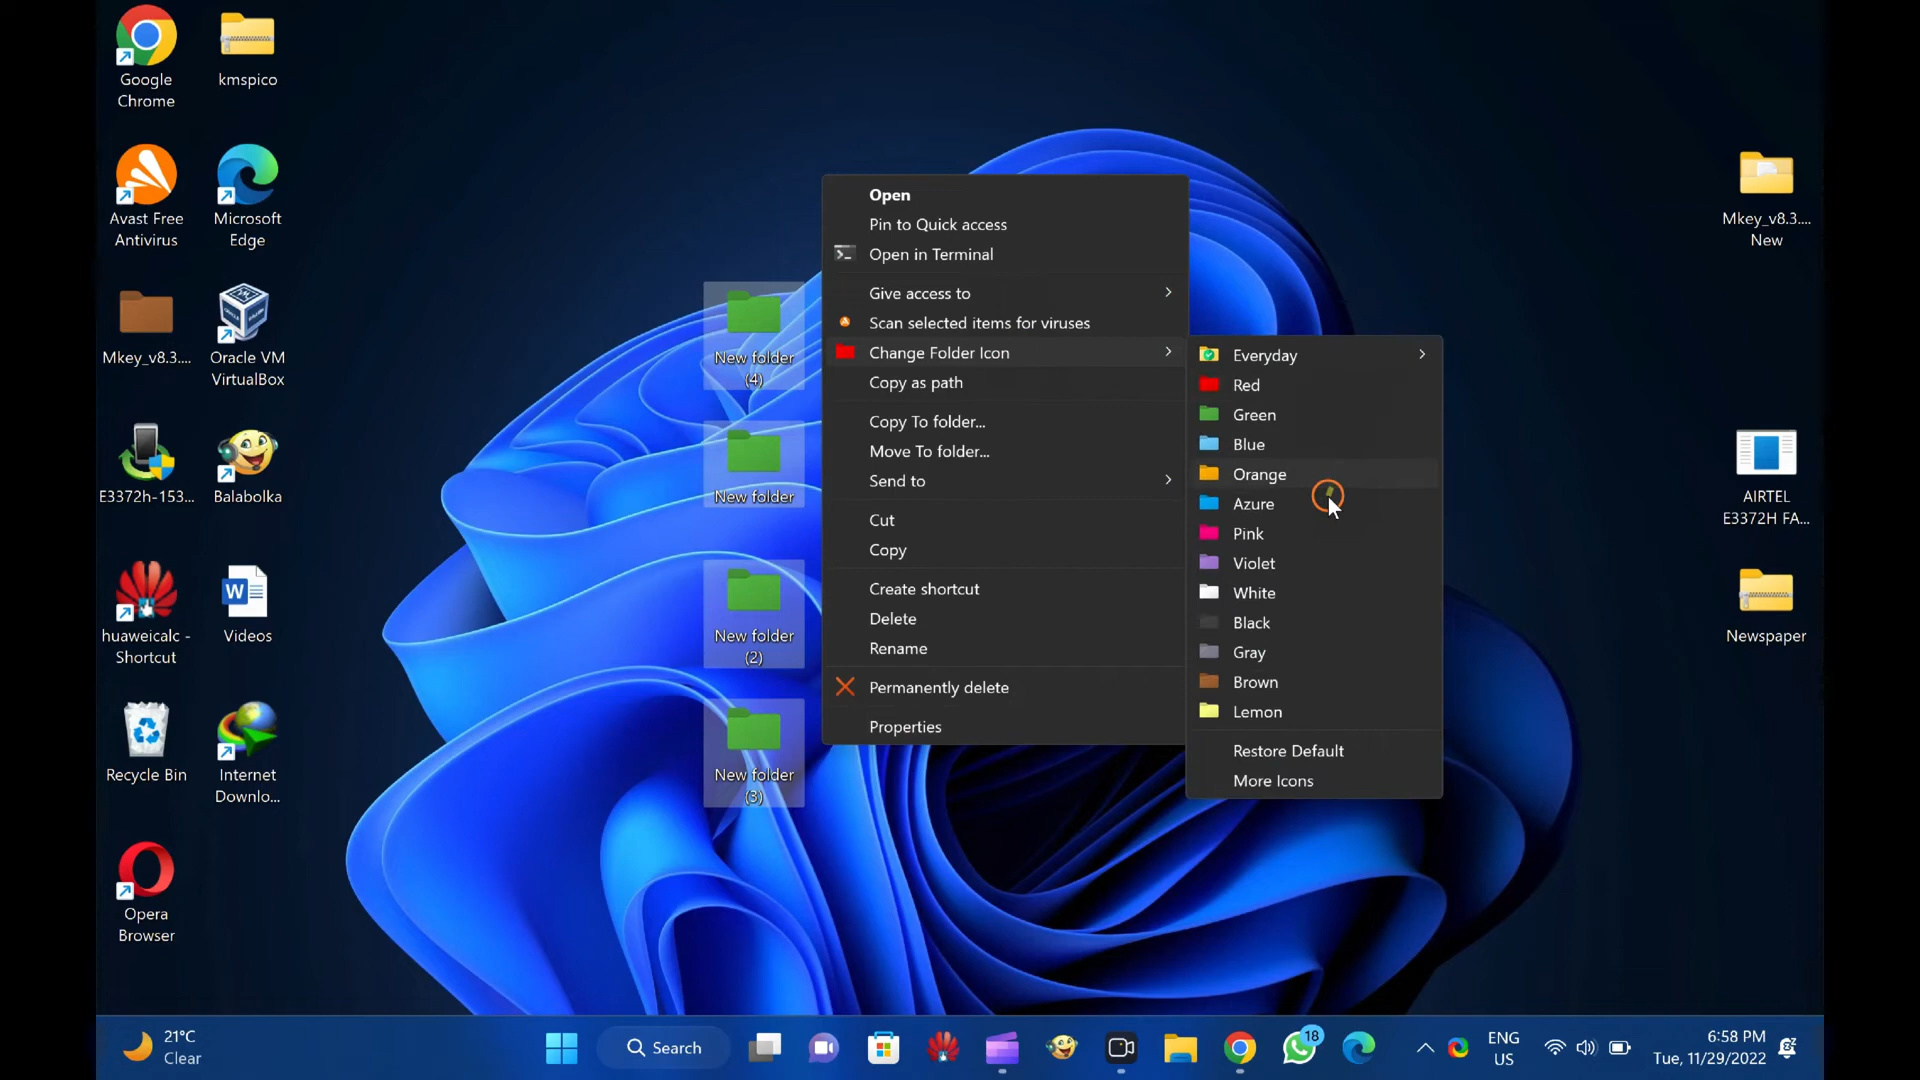 Google
Chrome
kmspico
Avast Free
Antivirus
Microsoft
Edge
Mkey_v8.3....
Oracle VM
VirtualBox
E3372h-153...
Balabolka
huaweicalc -
Shortcut
Videos
Recycle Bin
Internet
Downlo...
Opera
Browser
New folder
(4)
New folder
New folder
(2)
New folder
(3)
Open
Pin to Quick access
Open in Terminal
Give access to
Scan selected items for viruses
Change Folder Icon
Copy as path
Copy To folder...
Move To folder...
Send to
Cut
Copy
Create shortcut
Delete
Rename
Permanently delete
Properties
Everyday
Red
Green
Blue
Orange
Azure
Pink
Violet
White
Black
Gray
Brown
Lemon
Restore Default
More Icons
Mkey_v8.3....
New
AIRTEL
E3372H FA...
Newspaper
21°C
Clear
Search
18
ENG
US
6:58 PM
Tue, 11/29/2022